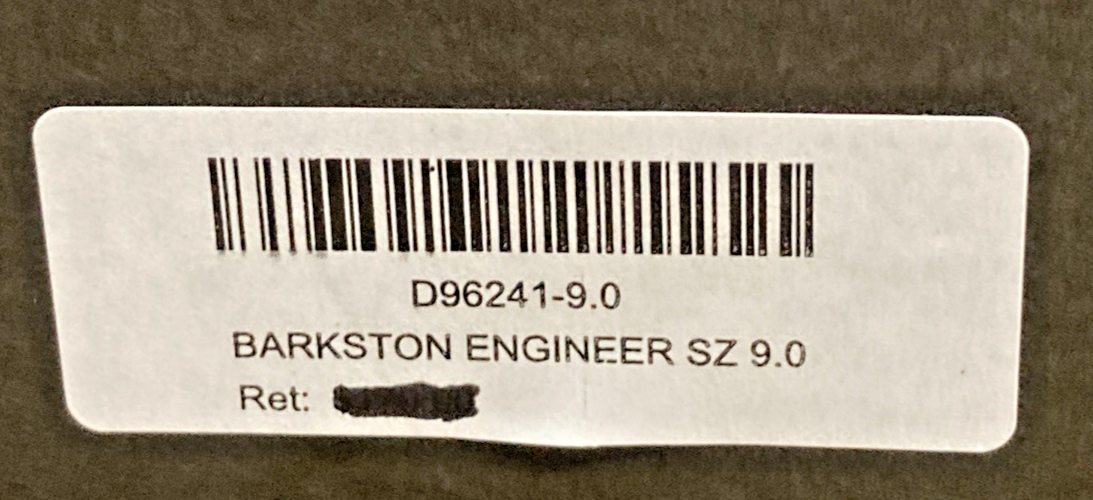 D96241-9.0
BARKSTON ENGINEER SZ 9.0
Ret: